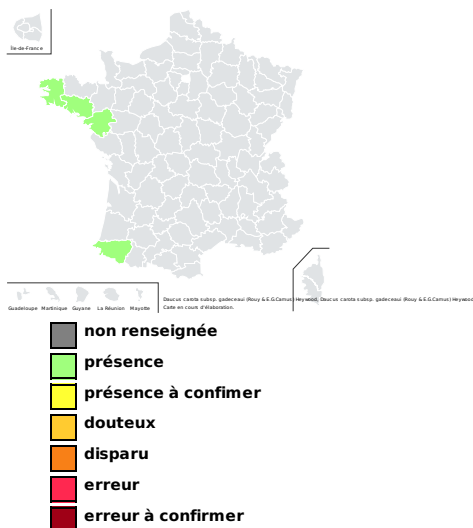 Île-de-France
Guadeloupe Martinique Guyane La Réunion Mayotte
Daucus carota subsp. gadeceaui (Rouy & E.G.Camus) Heywood, Daucus carota subsp. gadeceaui (Rouy & E.G.Camus) Heywood
Carte en cours d'élaboration.
non renseignée
présence
présence à confimer
douteux
disparu
erreur
erreur à confirmer